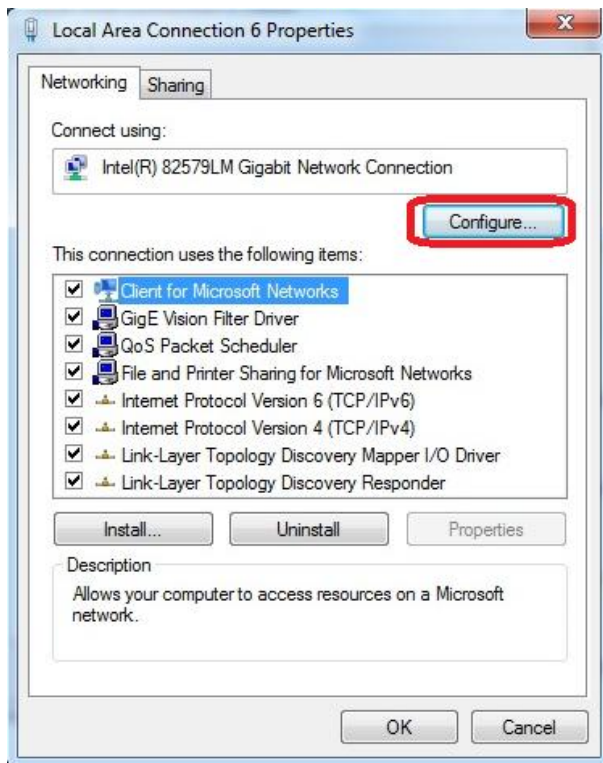 Local Area Connection 6 Properties
x
Networking Sharing
Connect using:
Intel(R) 82579LM Gigabit Network Connection
Configure...
This connection uses the following items:
Client for Microsoft Networks
GigE Vision Filter Driver
QoS Packet Scheduler
File and Printer Sharing for Microsoft Networks
Internet Protocol Version 6 (TCP/IPv6)
Internet Protocol Version 4 (TCP/IPv4)
Link-Layer Topology Discovery Mapper I/O Driver
Link-Layer Topology Discovery Responder
Install... Uninstall Properties
Description
Allows your computer to access resources on a Microsoft
network.
OK Cancel